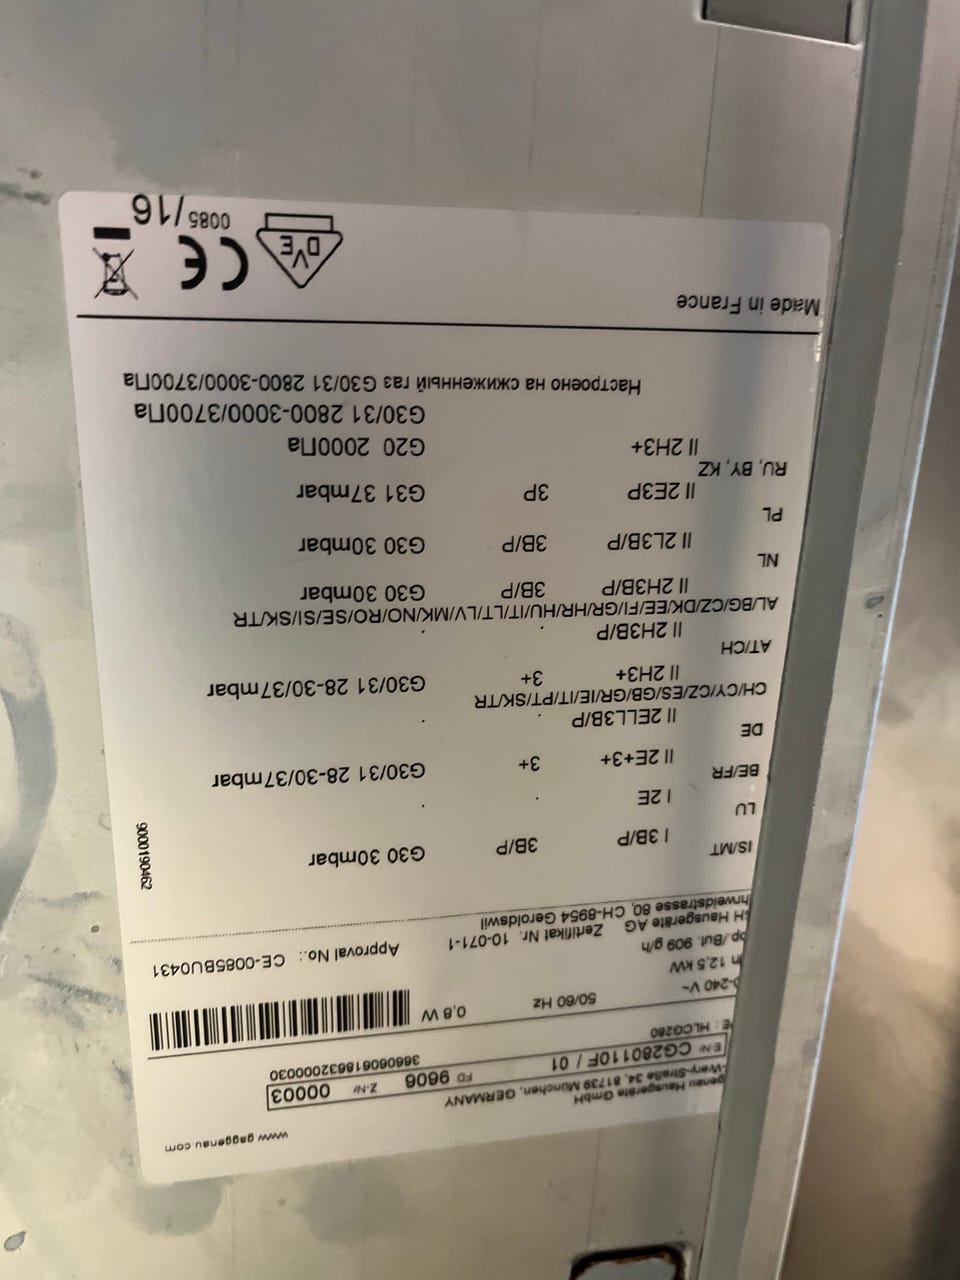 www.gaggenau.com
genau Hausgeräte GmbH
-Wery-Straße 34, 81739 München, GERMANY
E-Nr CG280110F / 01 FD 9606 Z-Nr 00003
: HLCG280
-240 V~ 50/60 Hz 0,8 W
12,5 kW
/But. 909 g/h
H Hausgeräte AG Zertifikat Nr. 10-071-1
hrweidstrasse 80, CH-8954 Geroldswil
Approval No.: CE-0085BU0431
9000190462
IS/MT
I 3B/P 3B/P G30 30mbar
LU
I 2E . .
BE/FR
II 2E+3+ 3+ G30/31 28-30/37mbar
DE
II 2ELL3B/P . .
CH/CY/CZ/ES/GB/GR/IE/IT/PT/SK/TR
II 2H3+ 3+ G30/31 28-30/37mbar
AT/CH
II 2H3B/P . .
AL/BG/CZ/DK/EE/FI/GR/HR/HU/IT/LT/LV/MK/NO/RO/SE/SI/SK/TR
II 2H3B/P 3B/P G30 30mbar
NL
II 2L3B/P 3B/P G30 30mbar
PL
II 2E3P 3P G31 37mbar
RU, BY, KZ
II 2H3+ G20 2000Па
G30/31 2800-3000/3700Па
Настроено на сжиженный газ G30/31 2800-3000/3700Па
Made in France
DVE
CE
0085/16